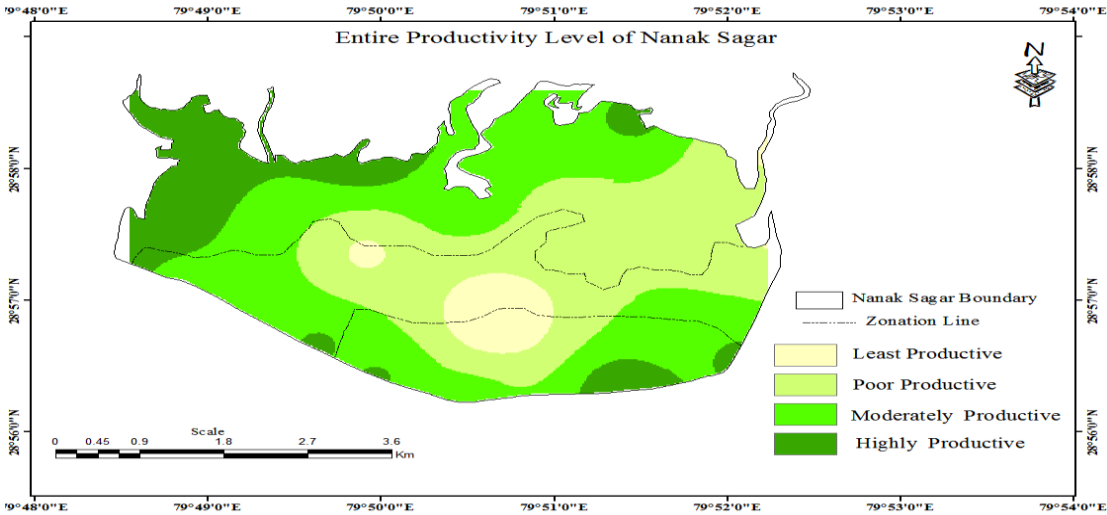 79°48'0"E 79°49'0"E 79°50'0"E 79°51'0"E 79°52'0"E 79°53'0"E 79°54'0"E
Entire Productivity Level of Nanak Sagar
N
28°58'0"N 28°58'0"N
28°57'0"N 28°57'0"N
Nanak Sagar Boundary
Zonation Line
Least Productive
Poor Productive
Moderately Productive
Highly Productive
28°56'0"N 28°56'0"N
Scale
0 0.45 0.9 1.8 2.7 3.6
Km
79°48'0"E 79°49'0"E 79°50'0"E 79°51'0"E 79°52'0"E 79°53'0"E 79°54'0"E